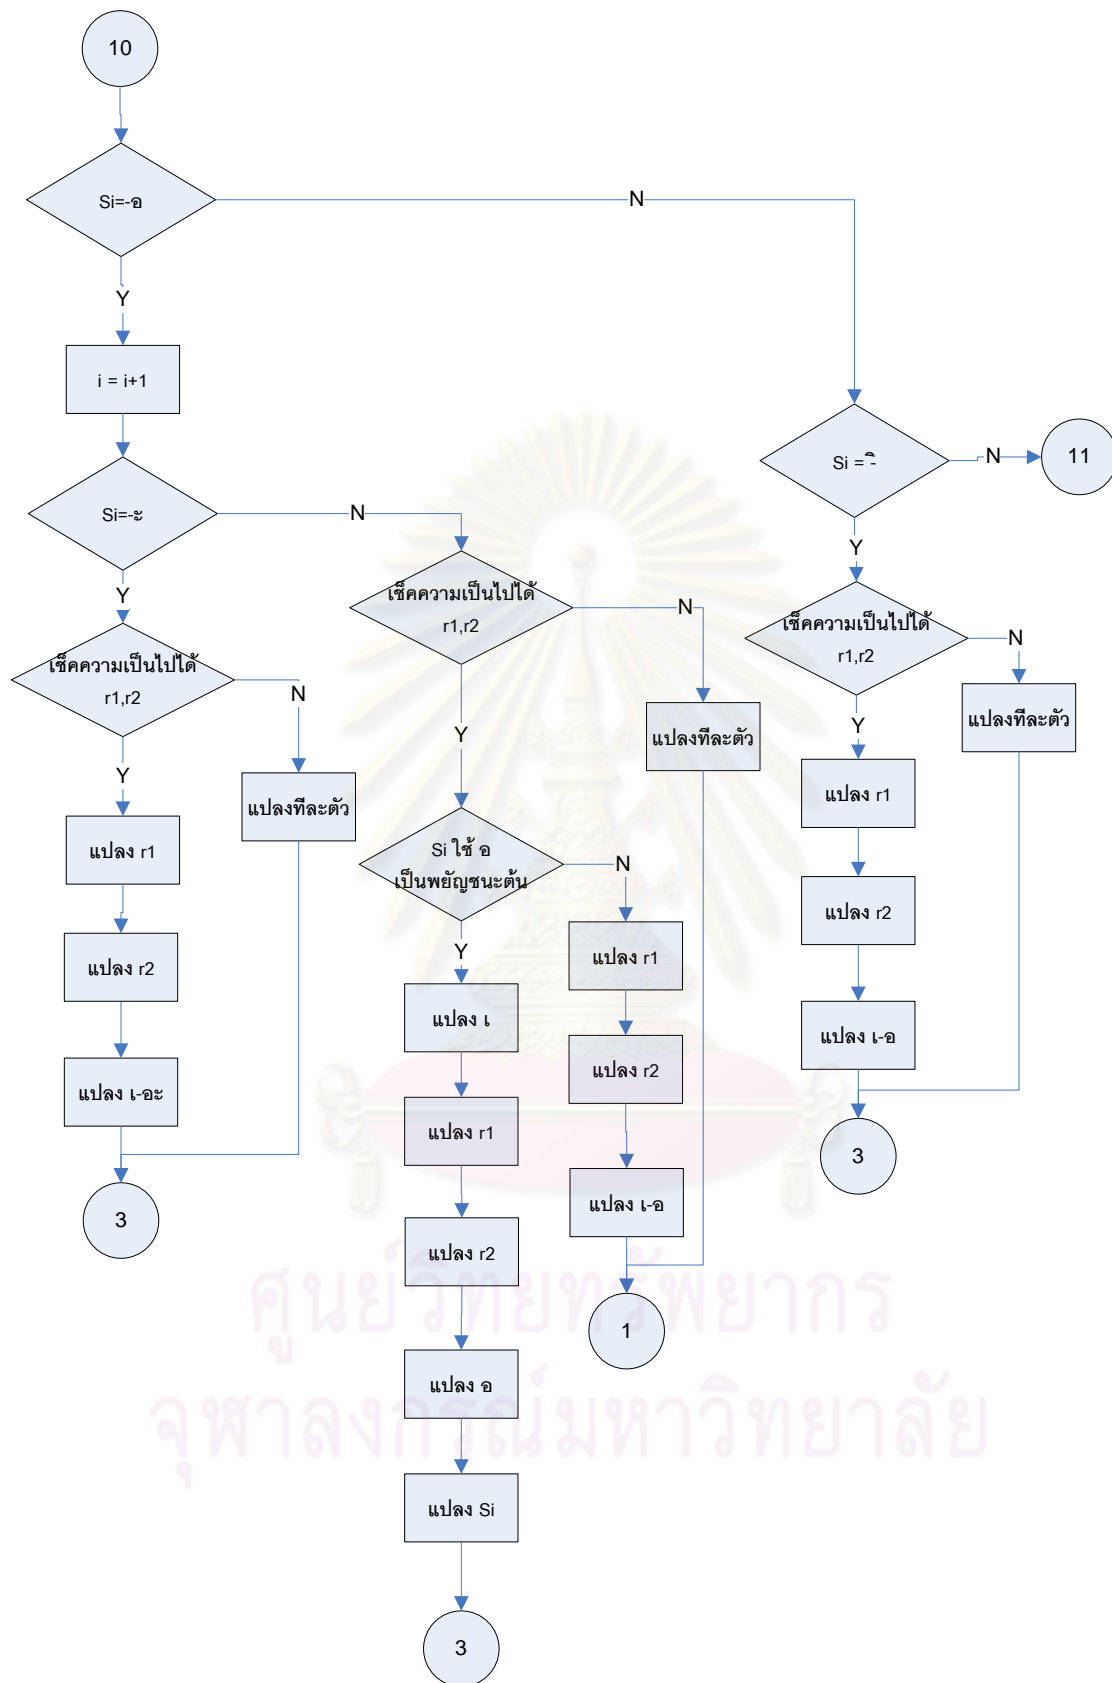 10
Si=-อ
N
Y
i = i+1
Si = -ิ
N
11
Si=-ะ
N
Y
Y
เช็คความเป็นไปได้
r1,r2
N
เช็คความเป็นไปได้
r1,r2
N
เช็คความเป็นไปได้
r1,r2
N
Y
แปลงทีละตัว
แปลงทีละตัว
Y
Y
แปลงทีละตัว
แปลง r1
แปลง r1
Si ใช้ อ
เป็นพยัญชนะต้น
N
แปลง r2
Y
แปลง r1
แปลง r2
แปลง เ
แปลง เ-อ
แปลง r2
แปลง เ-อะ
แปลง r1
3
แปลง เ-อ
3
แปลง r2
1
แปลง อ
แปลง Si
3
ศูนย์วิทยทรัพยากร
จุฬาลงกรณ์มหาวิทยาลัย